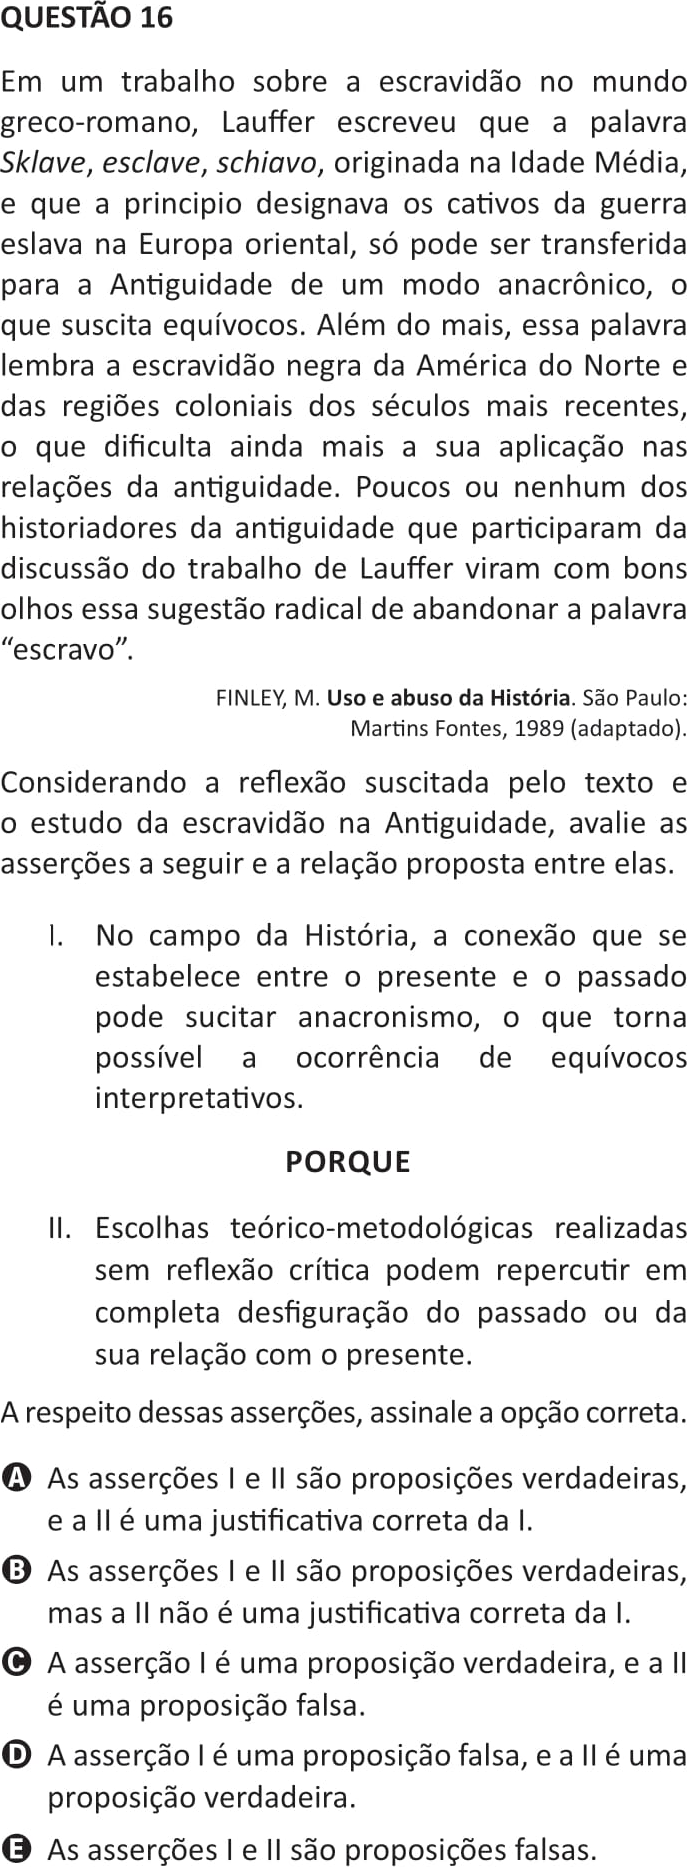 QUESTÃO 16
Em um trabalho sobre a escravidão no mundo
greco-romano, Lauffer escreveu que a palavra
Sklave, esclave, schiavo, originada na Idade Média,
e que a principio designava os cativos da guerra
eslava na Europa oriental, só pode ser transferida
para a Antiguidade de um modo anacrônico, o
que suscita equívocos. Além do mais, essa palavra
lembra a escravidão negra da América do Norte e
das regiões coloniais dos séculos mais recentes,
o que dificulta ainda mais a sua aplicação nas
relações da antiguidade. Poucos ou nenhum dos
historiadores da antiguidade que participaram da
discussão do trabalho de Lauffer viram com bons
olhos essa sugestão radical de abandonar a palavra
“escravo”.
FINLEY, M. Uso e abuso da História. São Paulo:
Martins Fontes, 1989 (adaptado).
Considerando a reflexão suscitada pelo texto e
o estudo da escravidão na Antiguidade, avalie as
asserções a seguir e a relação proposta entre elas.
I. No campo da História, a conexão que se
estabelece entre o presente e o passado
pode sucitar anacronismo, o que torna
possível a ocorrência de equívocos
interpretativos.
PORQUE
II. Escolhas teórico-metodológicas realizadas
sem reflexão crítica podem repercutir em
completa desfiguração do passado ou da
sua relação com o presente.
A respeito dessas asserções, assinale a opção correta.
A As asserções I e II são proposições verdadeiras,
e a II é uma justificativa correta da I.
B As asserções I e II são proposições verdadeiras,
mas a II não é uma justificativa correta da I.
C A asserção I é uma proposição verdadeira, e a II
é uma proposição falsa.
D A asserção I é uma proposição falsa, e a II é uma
proposição verdadeira.
E As asserções I e II são proposições falsas.